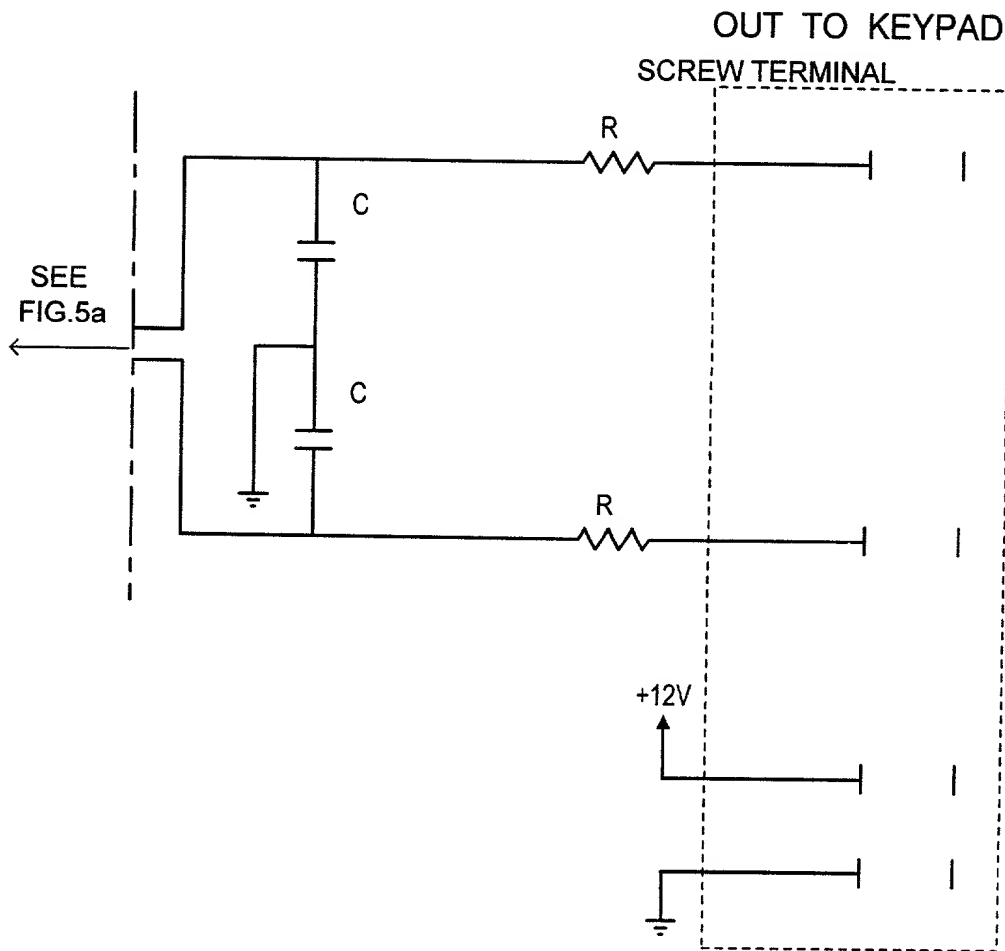 OUT TO KEYPAD
SCREW TERMINAL
R
C
SEE
FIG.5a
C
R
+12V